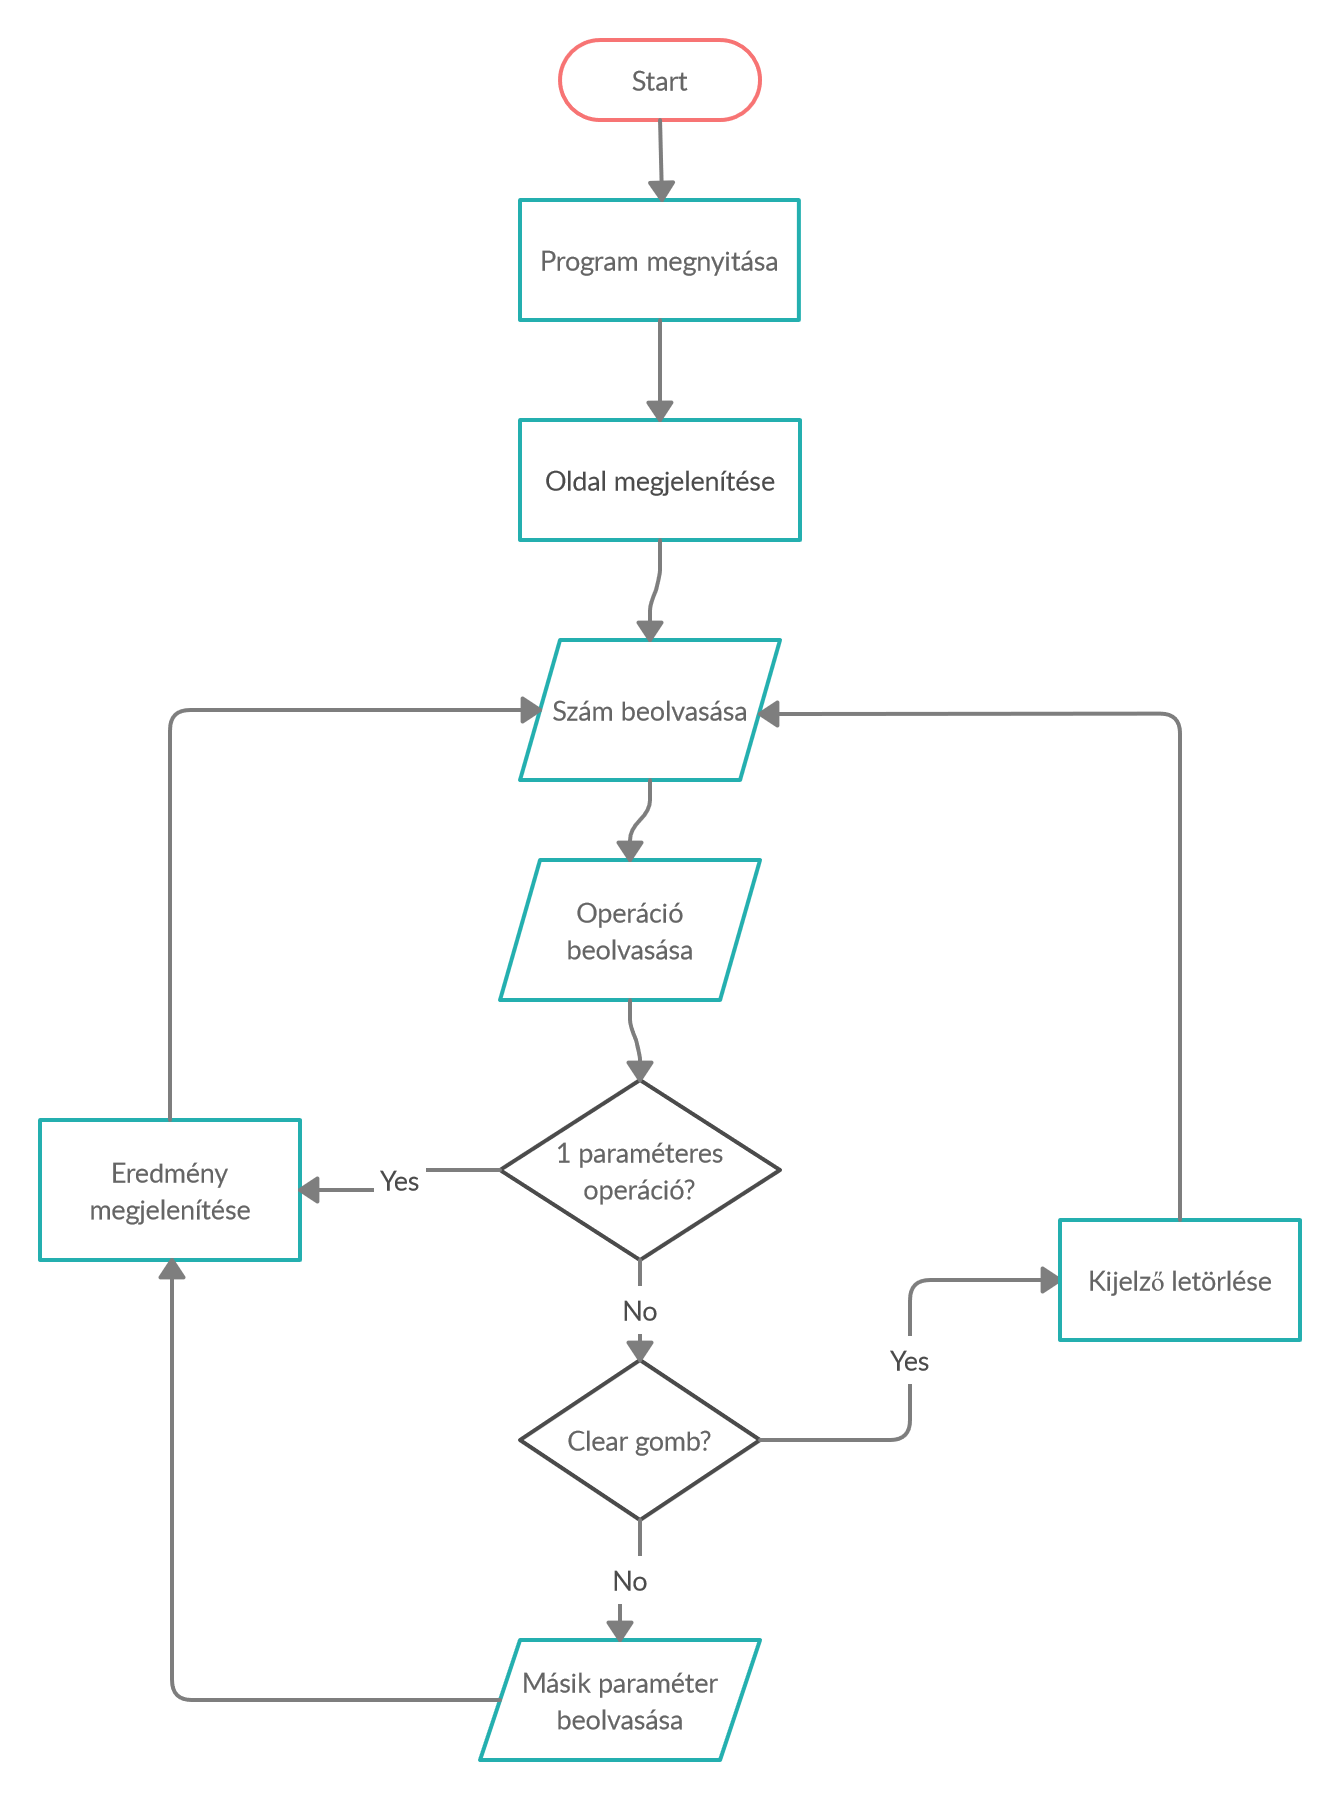 Start
Program megnyitása
Oldal megjelenítése
Szám beolvasása
Operáció
beolvasása
1 paraméteres
operáció?
Yes
Eredmény
megjelenítése
No
Kijelző letörlése
Yes
Clear gomb?
No
Másik paraméter
beolvasása